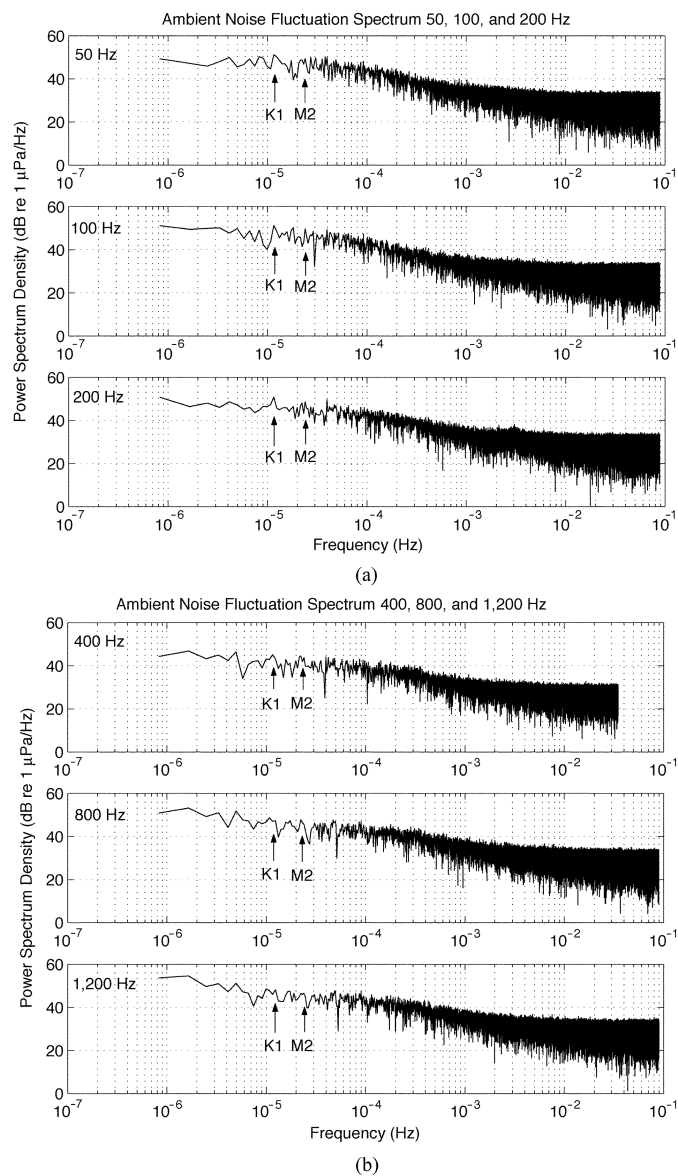 Ambient Noise Fluctuation Spectrum 50, 100, and 200 Hz
Power Spectrum Density (dB re 1 μPa/Hz)
60
40
20
0
50 Hz
K1 M2
10⁻⁷ 10⁻⁶ 10⁻⁵ 10⁻⁴ 10⁻³ 10⁻² 10⁻¹
60
40
20
0
100 Hz
K1 M2
10⁻⁷ 10⁻⁶ 10⁻⁵ 10⁻⁴ 10⁻³ 10⁻² 10⁻¹
60
40
20
0
200 Hz
K1 M2
10⁻⁷ 10⁻⁶ 10⁻⁵ 10⁻⁴ 10⁻³ 10⁻² 10⁻¹
Frequency (Hz)
(a)
Ambient Noise Fluctuation Spectrum 400, 800, and 1,200 Hz
Power Spectrum Density (dB re 1 μPa/Hz)
60
40
20
0
400 Hz
K1 M2
10⁻⁷ 10⁻⁶ 10⁻⁵ 10⁻⁴ 10⁻³ 10⁻² 10⁻¹
60
40
20
0
800 Hz
K1 M2
10⁻⁷ 10⁻⁶ 10⁻⁵ 10⁻⁴ 10⁻³ 10⁻² 10⁻¹
60
40
20
0
1,200 Hz
K1 M2
10⁻⁷ 10⁻⁶ 10⁻⁵ 10⁻⁴ 10⁻³ 10⁻² 10⁻¹
Frequency (Hz)
(b)